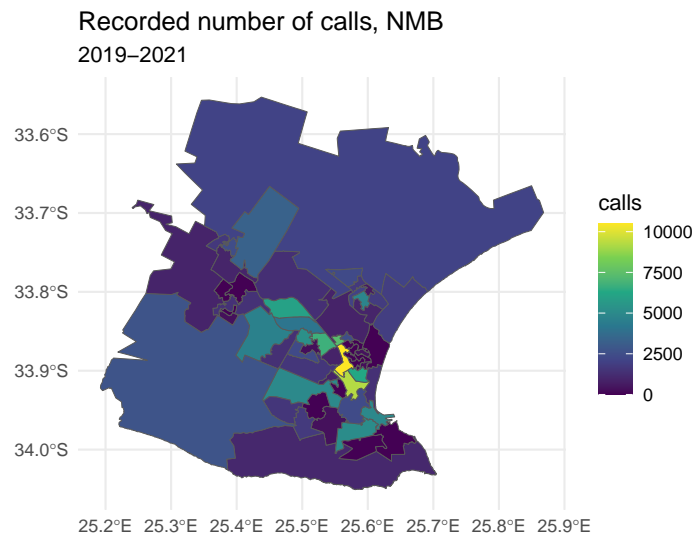 Recorded number of calls, NMB
2019–2021
33.6°S
33.7°S
33.8°S
33.9°S
34.0°S
25.2°E 25.3°E 25.4°E 25.5°E 25.6°E 25.7°E 25.8°E 25.9°E
calls
10000
7500
5000
2500
0